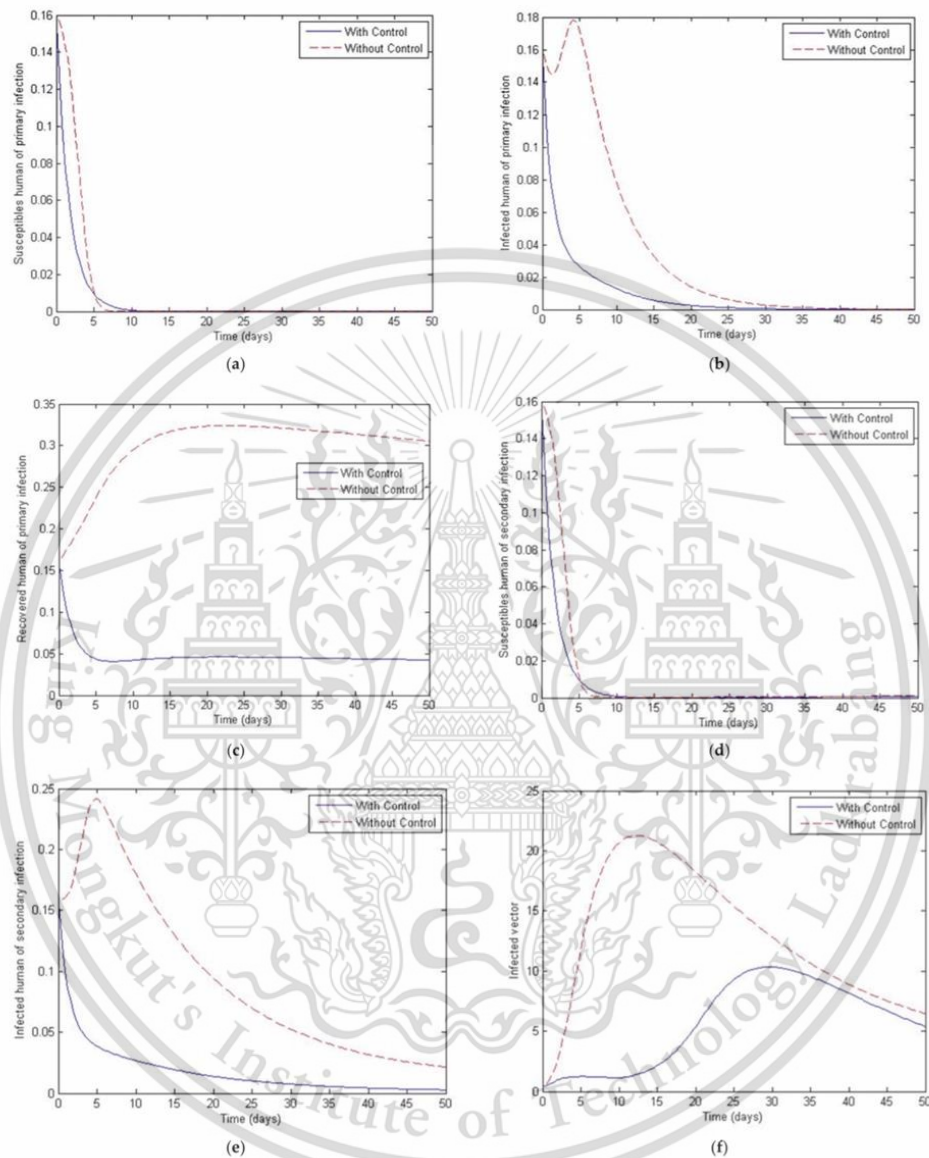 0.16
0.14
0.12
0.1
0.08
0.06
0.04
0.02
0
0 5 10 15 20 25 30 35 40 45 50
Time (days)
Susceptibles human of primary infection
With Control
Without Control
(a)
0.18
0.16
0.14
0.12
0.1
0.08
0.06
0.04
0.02
0
0 5 10 15 20 25 30 35 40 45 50
Time (days)
Infected human of primary infection
With Control
Without Control
(b)
0.35
0.3
0.25
0.2
0.15
0.1
0.05
0
0 5 10 15 20 25 30 35 40 45 50
Time (days)
Recovered human of primary infection
With Control
Without Control
(c)
0.16
0.14
0.12
0.1
0.08
0.06
0.04
0.02
0
0 5 10 15 20 25 30 35 40 45 50
Time (days)
Susceptibles human of secondary infection
With Control
Without Control
(d)
0.25
0.2
0.15
0.1
0.05
0
0 5 10 15 20 25 30 35 40 45 50
Time (days)
Infected human of secondary infection
With Control
Without Control
(e)
25
20
15
10
5
0
0 5 10 15 20 25 30 35 40 45 50
Time (days)
Infected vector
With Control
Without Control
(f)
King Mongkut's Institute of Technology Ladkrabang